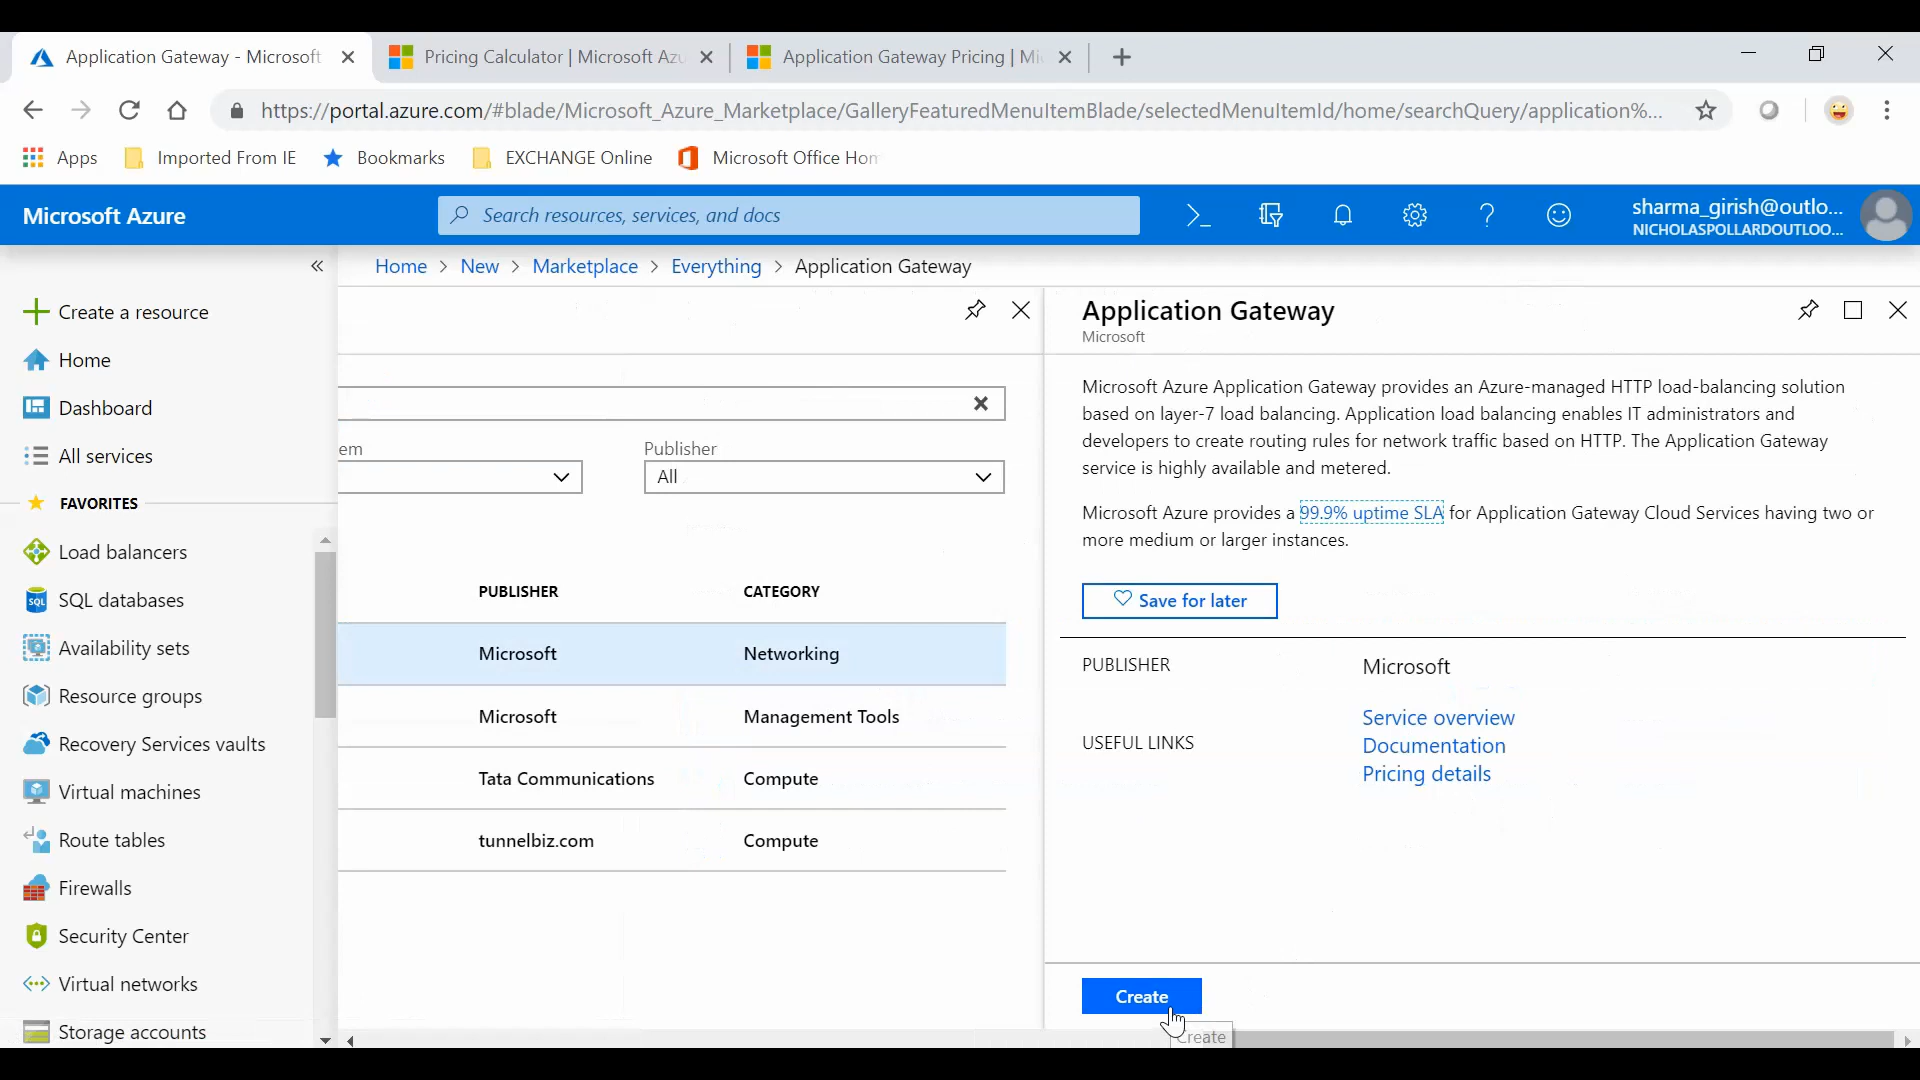 Application Gateway - Microsoft
Pricing Calculator | Microsoft Azu
Application Gateway Pricing | Mi
https://portal.azure.com/#blade/Microsoft_Azure_Marketplace/GalleryFeaturedMenuItemBlade/selectedMenuItemId/home/searchQuery/application%...
Apps
Imported From IE
Bookmarks
EXCHANGE Online
Microsoft Office Hom
Microsoft Azure
Search resources, services, and docs
sharma_girish@outlo...
NICHOLASPOLLARDOUTLOO...
Home > New > Marketplace > Everything > Application Gateway
Create a resource
Home
Dashboard
All services
FAVORITES
Load balancers
SQL databases
Availability sets
Resource groups
Recovery Services vaults
Virtual machines
Route tables
Firewalls
Security Center
Virtual networks
Storage accounts
em
Publisher
All
PUBLISHER CATEGORY
Microsoft Networking
Microsoft Management Tools
Tata Communications Compute
tunnelbiz.com Compute
Application Gateway
Microsoft
Microsoft Azure Application Gateway provides an Azure-managed HTTP load-balancing solution
based on layer-7 load balancing. Application load balancing enables IT administrators and
developers to create routing rules for network traffic based on HTTP. The Application Gateway
service is highly available and metered.
Microsoft Azure provides a 99.9% uptime SLA for Application Gateway Cloud Services having two or
more medium or larger instances.
Save for later
PUBLISHER Microsoft
USEFUL LINKS
Service overview
Documentation
Pricing details
Create
Create